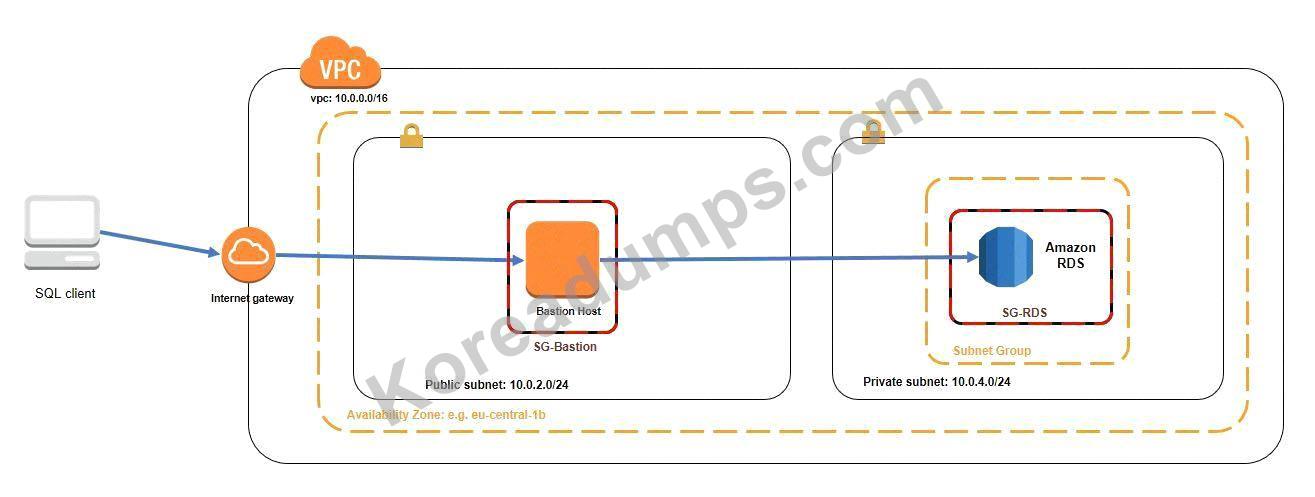 VPC
vpc: 10.0.0.0/16
SQL client
Internet gateway
Bastion Host
SG-Bastion
Public subnet: 10.0.2.0/24
Availability Zone: e.g. eu-central-1b
Amazon
RDS
SG-RDS
Subnet Group
Private subnet: 10.0.4.0/24
Koreadumps.com